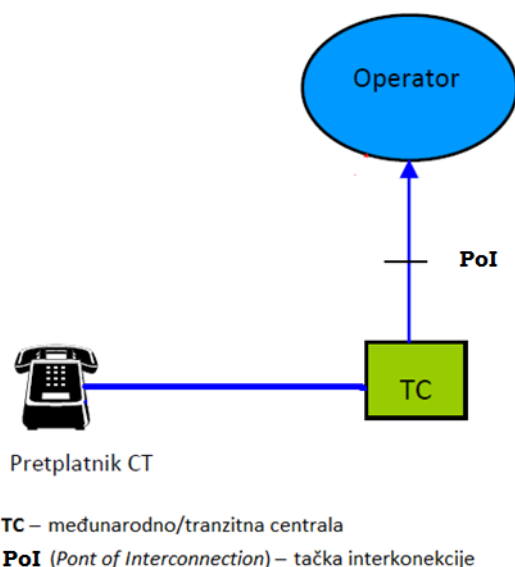 Operator
PoI
TC
Pretplatnik CT
TC – međunarodno/tranzitna centrala
PoI (Pont of Interconnection) – tačka interkonekcije